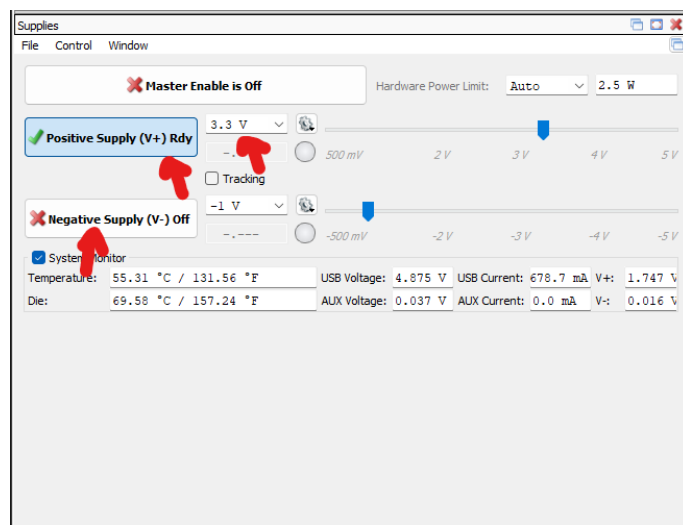 Supplies
File Control Window
Master Enable is Off
Hardware Power Limit: Auto 2.5 W
Positive Supply (V+) Rdy
3.3 V
-.
500 mV 2 V 3 V 4 V 5 V
Tracking
Negative Supply (V-) Off
-1 V
-.---
-500 mV -2 V -3 V -4 V -5 V
System Monitor
Temperature: 55.31 °C / 131.56 °F USB Voltage: 4.875 V USB Current: 678.7 mA V+: 1.747 V
Die: 69.58 °C / 157.24 °F AUX Voltage: 0.037 V AUX Current: 0.0 mA V-: 0.016 V